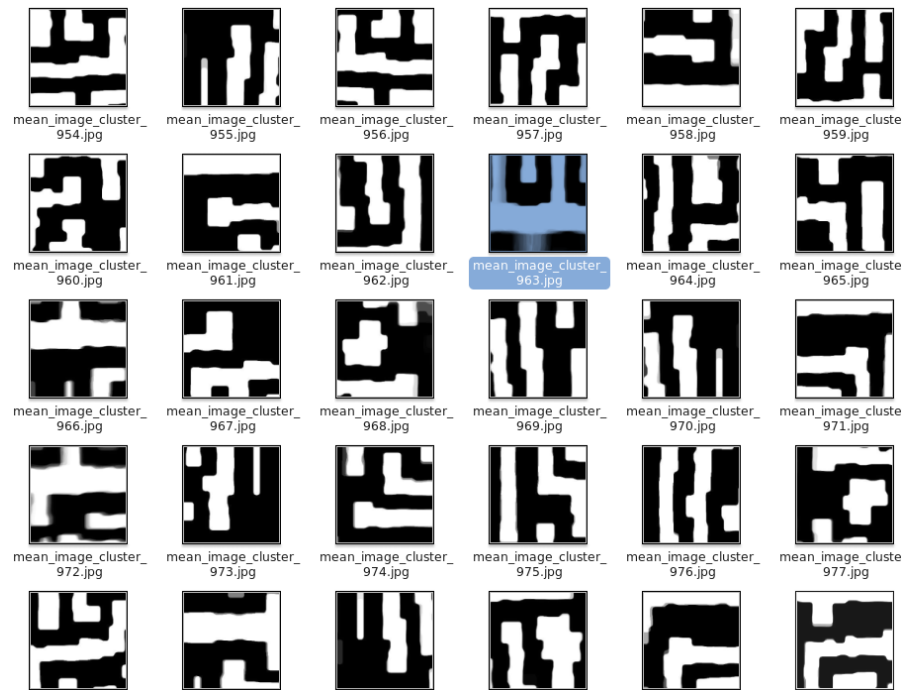 mean_image_cluster_
954.jpg
mean_image_cluster_
955.jpg
mean_image_cluster_
956.jpg
mean_image_cluster_
957.jpg
mean_image_cluster_
958.jpg
mean_image_cluste
959.jpg
mean_image_cluster_
960.jpg
mean_image_cluster_
961.jpg
mean_image_cluster_
962.jpg
mean_image_cluster_
963.jpg
mean_image_cluster_
964.jpg
mean_image_cluste
965.jpg
mean_image_cluster_
966.jpg
mean_image_cluster_
967.jpg
mean_image_cluster_
968.jpg
mean_image_cluster_
969.jpg
mean_image_cluster_
970.jpg
mean_image_cluste
971.jpg
mean_image_cluster_
972.jpg
mean_image_cluster_
973.jpg
mean_image_cluster_
974.jpg
mean_image_cluster_
975.jpg
mean_image_cluster_
976.jpg
mean_image_cluste
977.jpg